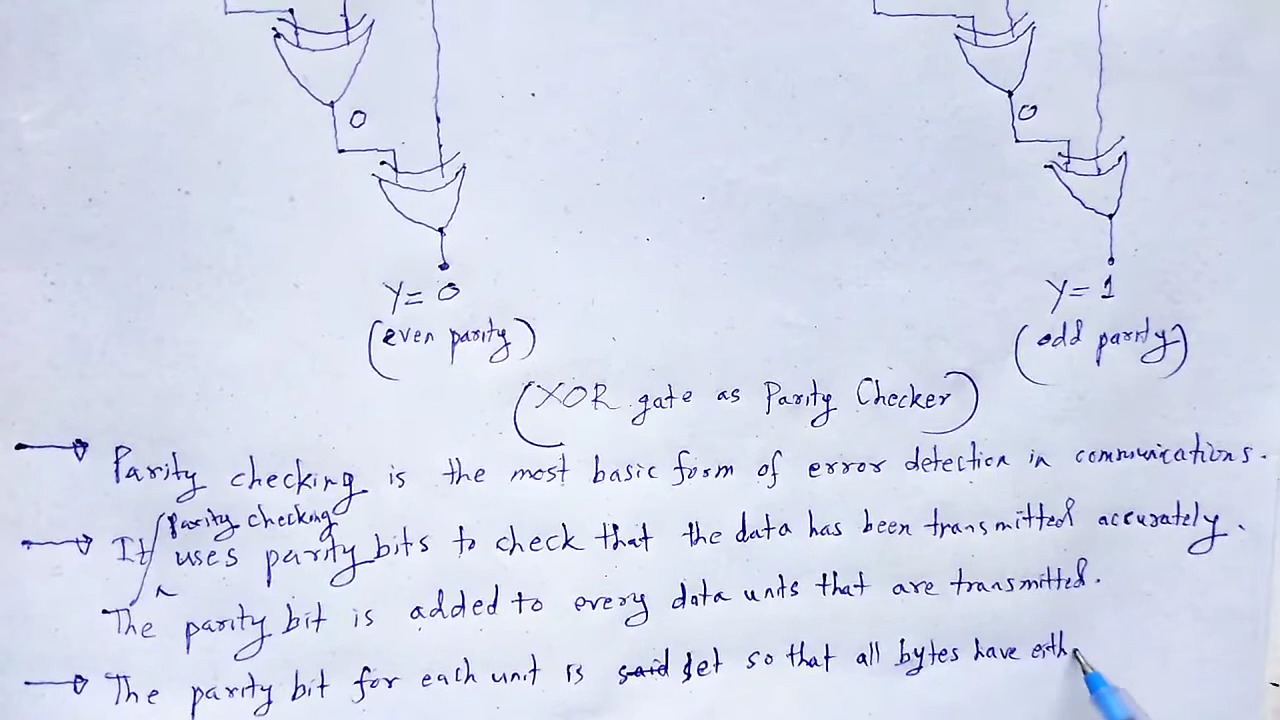 0
0
Y = 0
Y = 1
(even parity)
(odd parity)
(XOR gate as Parity Checker)
Parity checking is the most basic form of error detection in communications.
parity checking
It uses parity bits to check that the data has been transmitted accurately.
The parity bit is added to every data units that are transmitted.
The parity bit for each unit is said set so that all bytes have eith